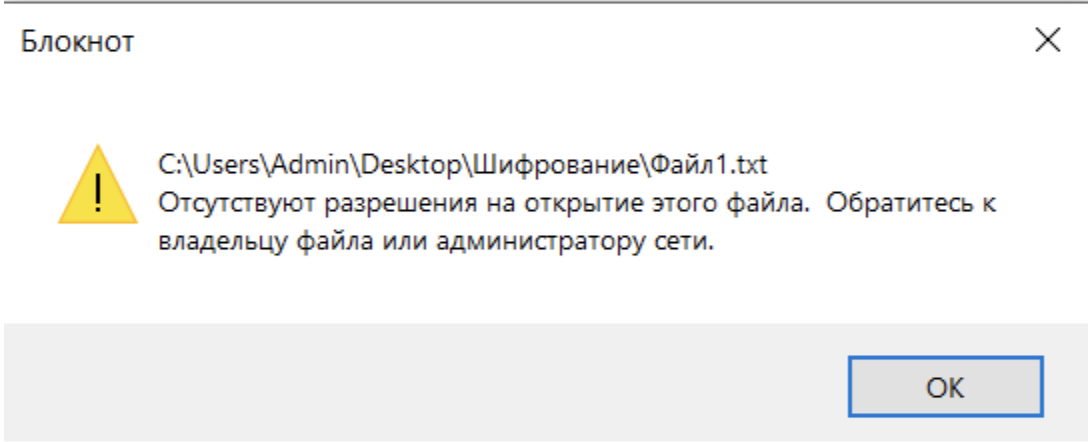 Блокнот
!
C:\Users\Admin\Desktop\Шифрование\Файл1.txt
Отсутствуют разрешения на открытие этого файла.  Обратитесь к
владельцу файла или администратору сети.
ОК